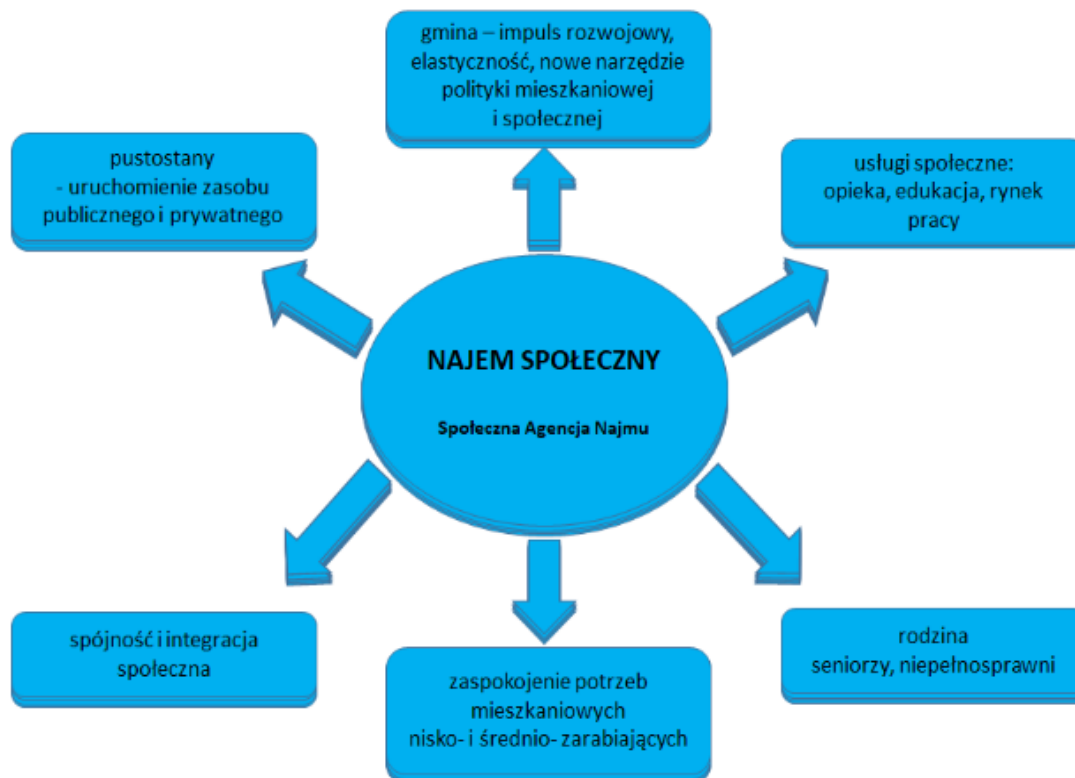 gmina – impuls rozwojowy,
elastyczność, nowe narzędzie
polityki mieszkaniowej
i społecznej
pustostany
- uruchomienie zasobu
publicznego i prywatnego
usługi społeczne:
opieka, edukacja, rynek
pracy
NAJEM SPOŁECZNY
Społeczna Agencja Najmu
spójność i integracja
społeczna
zaspokojenie potrzeb
mieszkaniowych
nisko- i średnio- zarabiających
rodzina
seniorzy, niepełnosprawni